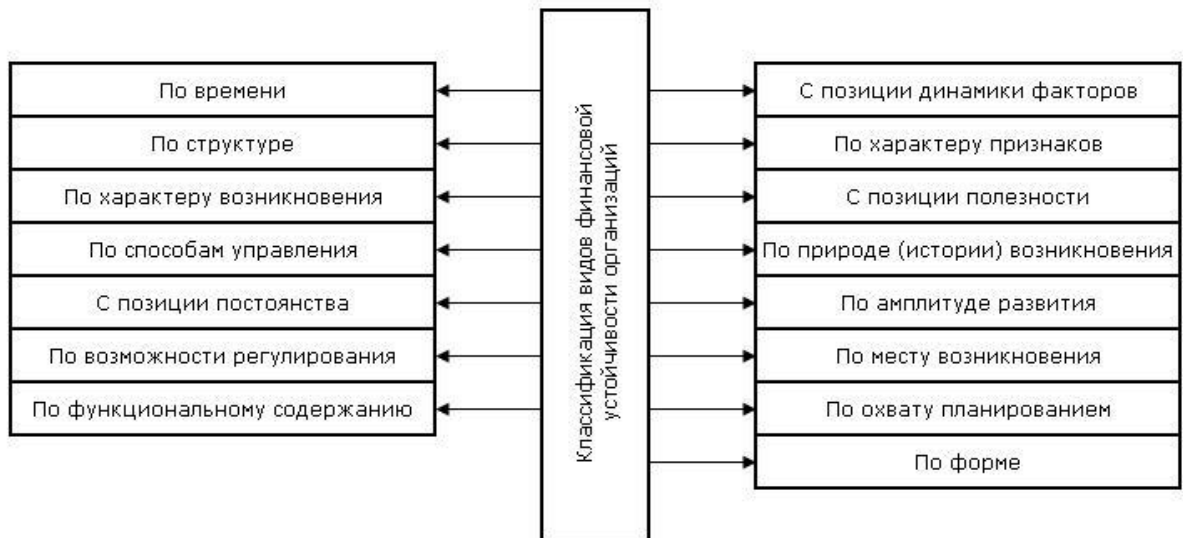 По времени
По структуре
По характеру возникновения
По способам управления
С позиции постоянства
По возможности регулирования
По функциональному содержанию
Классификация видов финансовой
устойчивости организаций
С позиции динамики факторов
По характеру признаков
С позиции полезности
По природе (истории) возникновения
По амплитуде развития
По месту возникновения
По охвату планированием
По форме